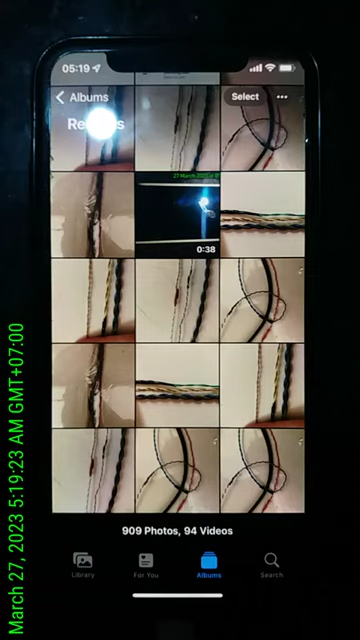 05:19
Albums
Select
Recents
27 March 2023
0:38
909 Photos, 94 Videos
Library
For You
Albums
Search
March 27, 2023 5:19:23 AM GMT+07:00